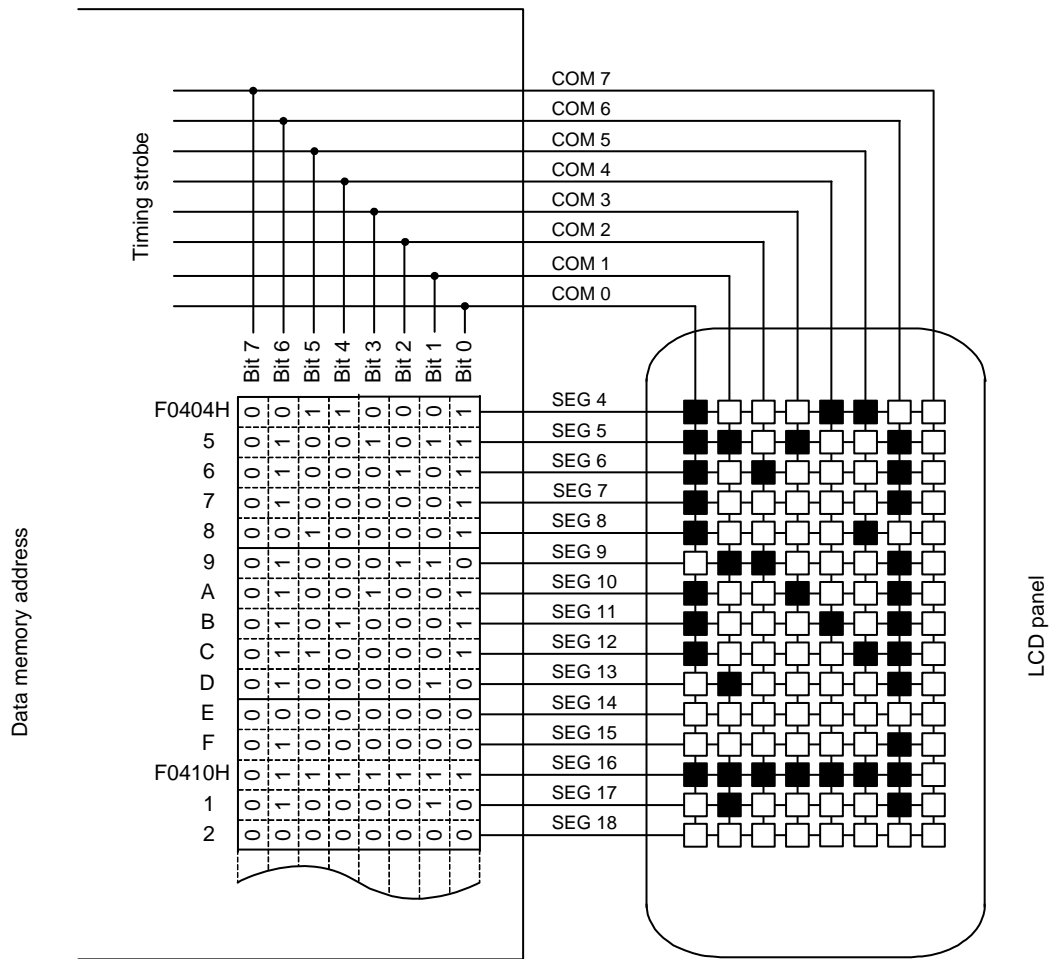 COM 7
COM 6
COM 5
COM 4
COM 3
COM 2
COM 1
COM 0
Timing strobe
Bit 7 Bit 6 Bit 5 Bit 4 Bit 3 Bit 2 Bit 1 Bit 0
F0404H 0 0 1 1 0 0 0 1 SEG 4
5 0 1 0 0 1 0 1 1 SEG 5
6 0 1 0 0 0 1 0 1 SEG 6
7 0 1 0 0 0 0 0 1 SEG 7
8 0 0 1 0 0 0 0 1 SEG 8
9 0 1 0 0 0 1 1 0 SEG 9
A 0 1 0 0 1 0 0 1 SEG 10
B 0 1 0 1 0 0 0 1 SEG 11
C 0 1 1 0 0 0 0 1 SEG 12
D 0 1 0 0 0 0 1 0 SEG 13
E 0 0 0 0 0 0 0 0 SEG 14
F 0 1 0 0 0 0 0 0 SEG 15
F0410H 0 1 1 1 1 1 1 1 SEG 16
1 0 1 0 0 0 0 1 0 SEG 17
2 0 0 0 0 0 0 0 0 SEG 18
Data memory address
LCD panel